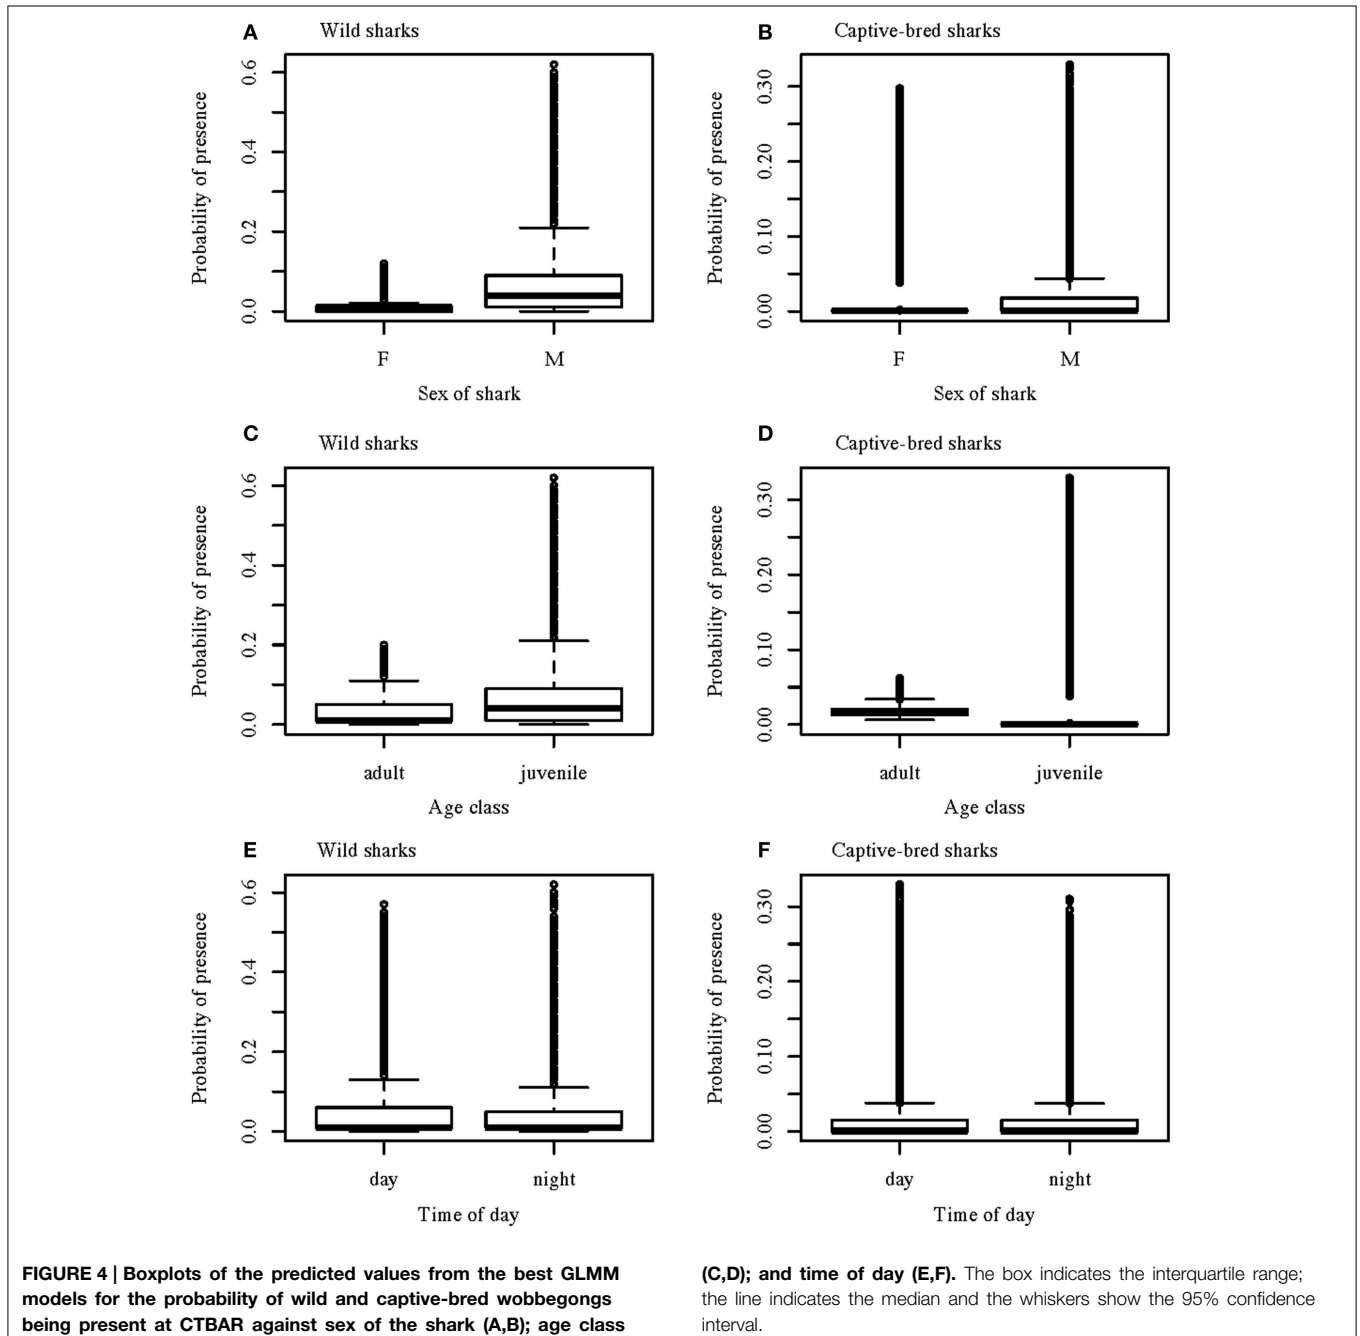 A Wild sharks
Probability of presence
0.6
0.4
0.2
0.0
F M
Sex of shark
B Captive-bred sharks
Probability of presence
0.30
0.20
0.10
0.00
F M
Sex of shark
C Wild sharks
Probability of presence
0.6
0.4
0.2
0.0
adult juvenile
Age class
D Captive-bred sharks
Probability of presence
0.30
0.20
0.10
0.00
adult juvenile
Age class
E Wild sharks
Probability of presence
0.6
0.4
0.2
0.0
day night
Time of day
F Captive-bred sharks
Probability of presence
0.30
0.20
0.10
0.00
day night
Time of day
FIGURE 4 | Boxplots of the predicted values from the best GLMM
models for the probability of wild and captive-bred wobbegongs
being present at CTBAR against sex of the shark (A,B); age class
(C,D); and time of day (E,F). The box indicates the interquartile range;
the line indicates the median and the whiskers show the 95% confidence
interval.